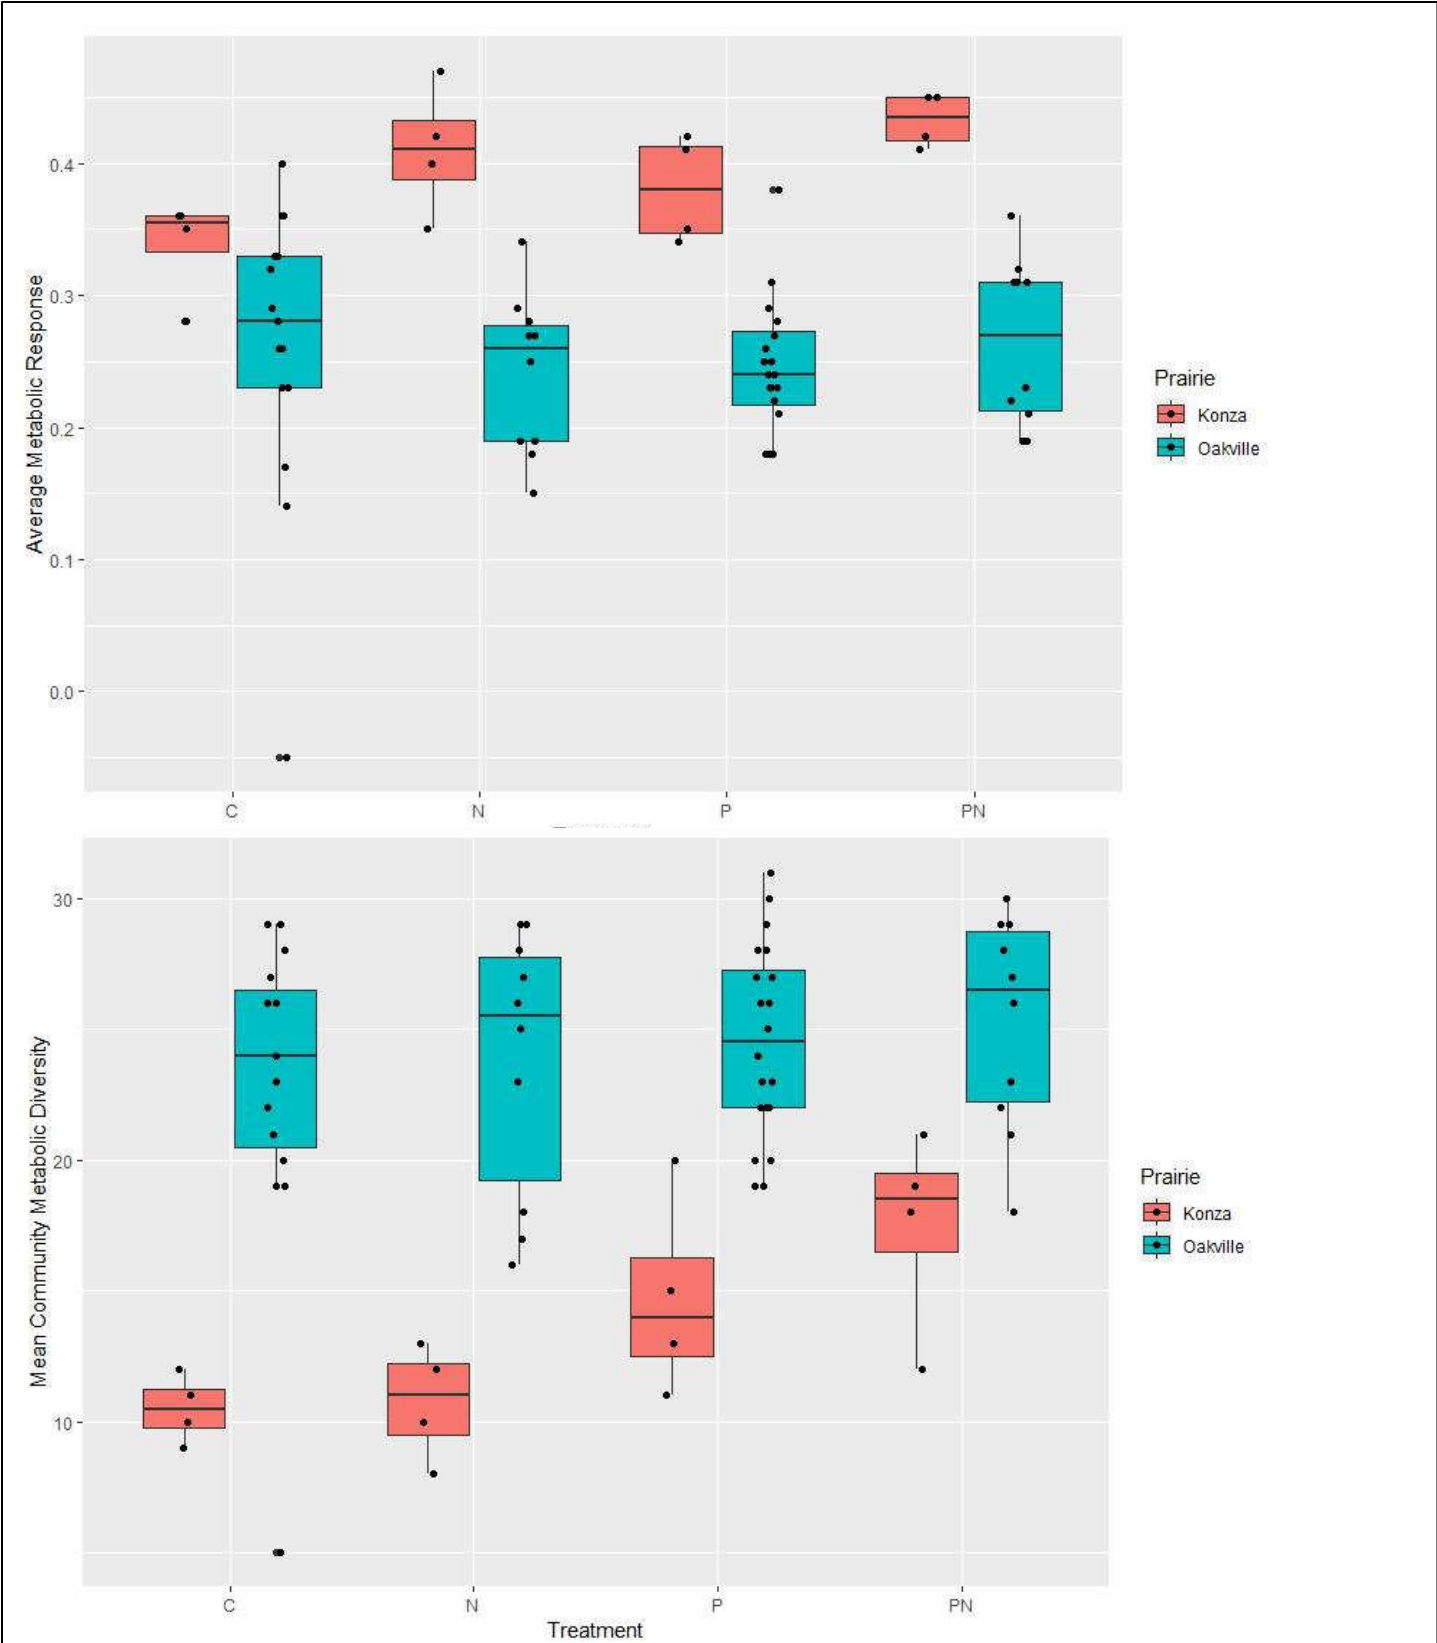 Average Metabolic Response
0.4
0.3
0.2
0.1
0.0
C N P PN
Prairie
Konza
Oakville
Mean Community Metabolic Diversity
30
20
10
C N P PN
Treatment
Prairie
Konza
Oakville